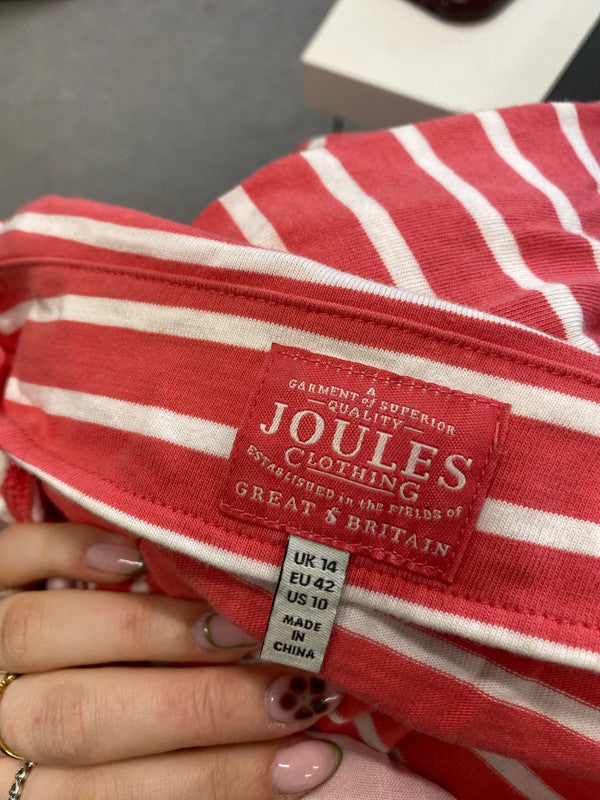 A
GARMENT of SUPERIOR
QUALITY
JOULES
CLOTHING
ESTABLISHED in the FIELDS of
GREAT & BRITAIN
UK 14
EU 42
US 10
MADE
IN
CHINA